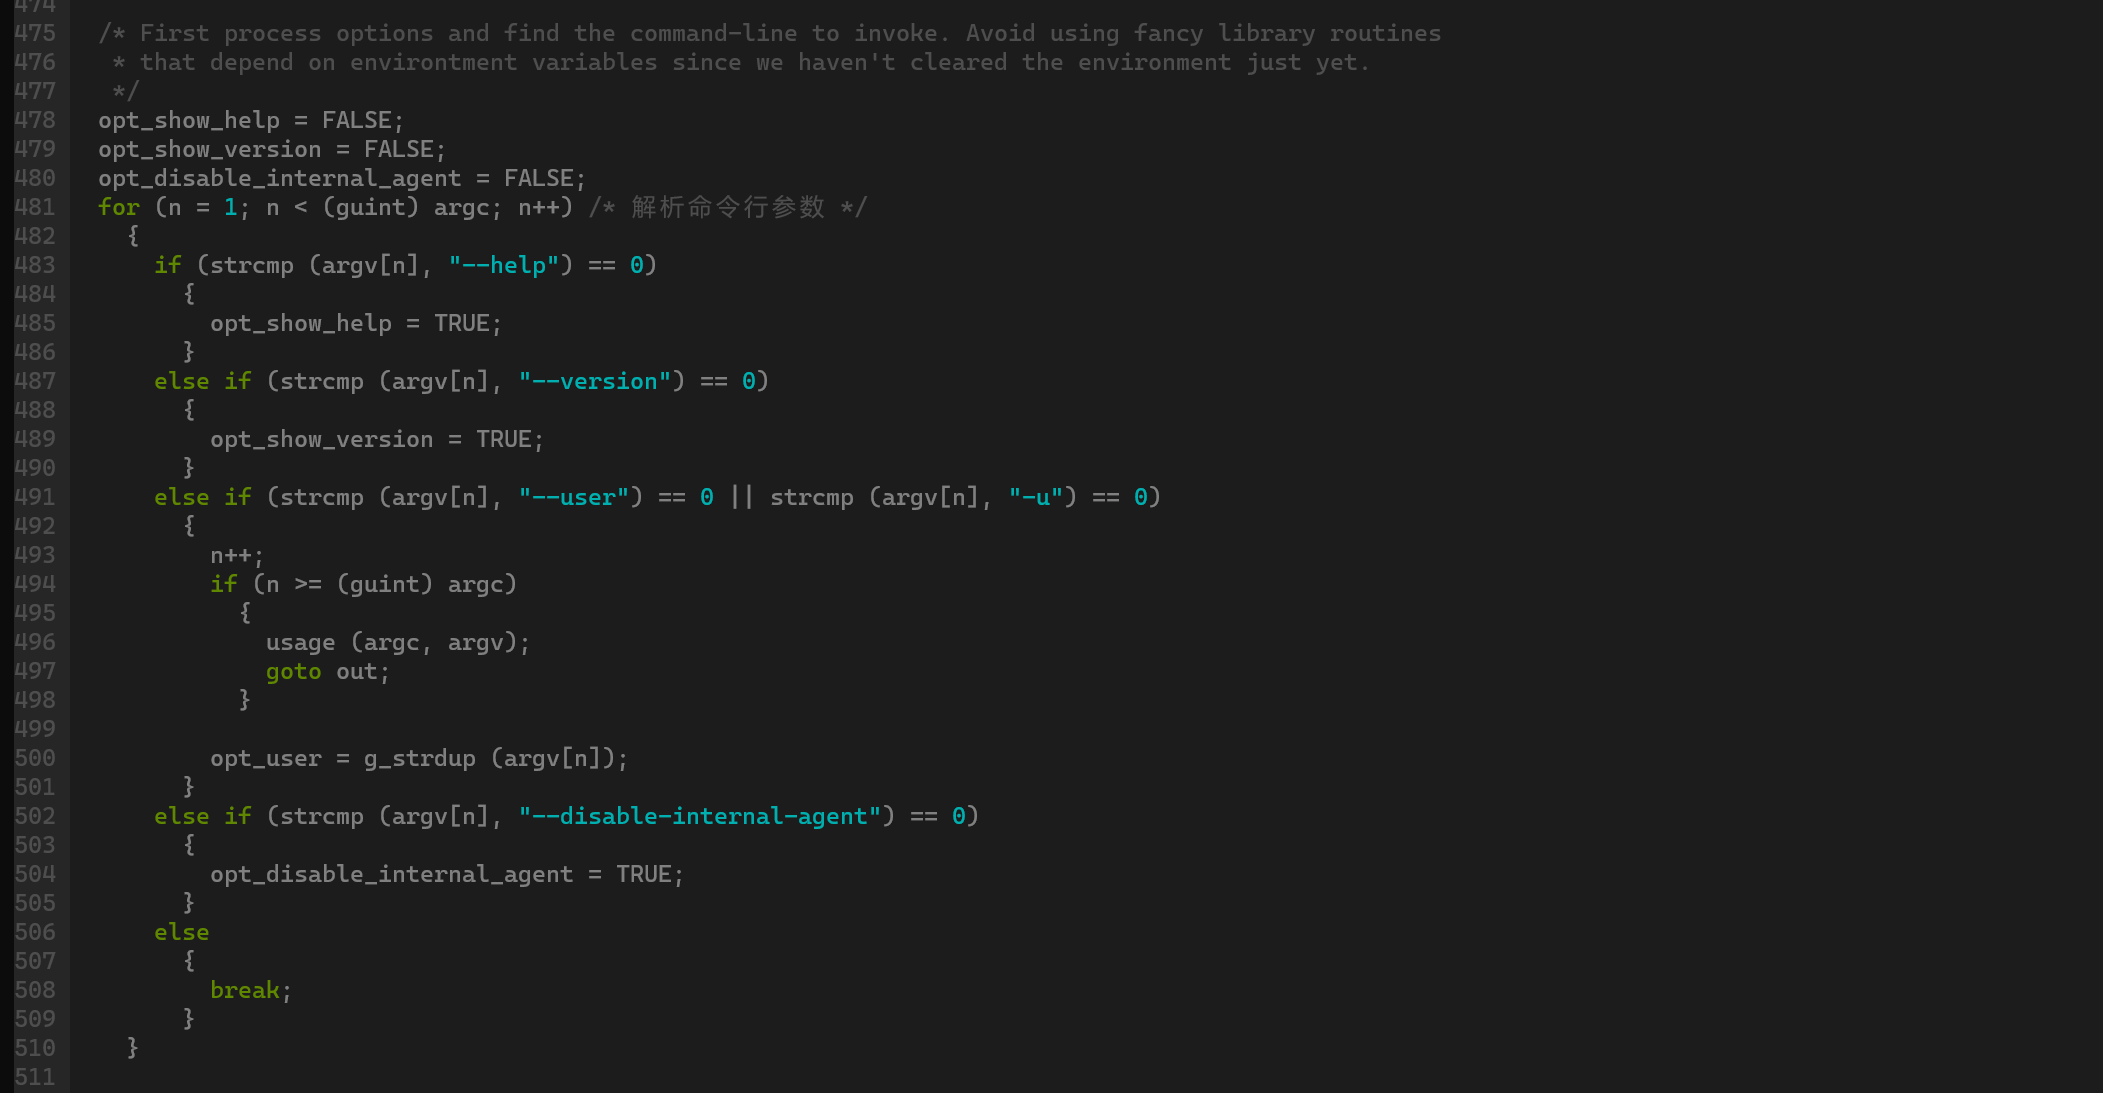 474
475   /* First process options and find the command-line to invoke. Avoid using fancy library routines
476    * that depend on environtment variables since we haven't cleared the environment just yet.
477    */
478   opt_show_help = FALSE;
479   opt_show_version = FALSE;
480   opt_disable_internal_agent = FALSE;
481   for (n = 1; n < (guint) argc; n++) /* 解析命令行参数 */
482     {
483       if (strcmp (argv[n], "--help") == 0)
484         {
485           opt_show_help = TRUE;
486         }
487       else if (strcmp (argv[n], "--version") == 0)
488         {
489           opt_show_version = TRUE;
490         }
491       else if (strcmp (argv[n], "--user") == 0 || strcmp (argv[n], "-u") == 0)
492         {
493           n++;
494           if (n >= (guint) argc)
495             {
496               usage (argc, argv);
497               goto out;
498             }
499
500           opt_user = g_strdup (argv[n]);
501         }
502       else if (strcmp (argv[n], "--disable-internal-agent") == 0)
503         {
504           opt_disable_internal_agent = TRUE;
505         }
506       else
507         {
508           break;
509         }
510     }
511